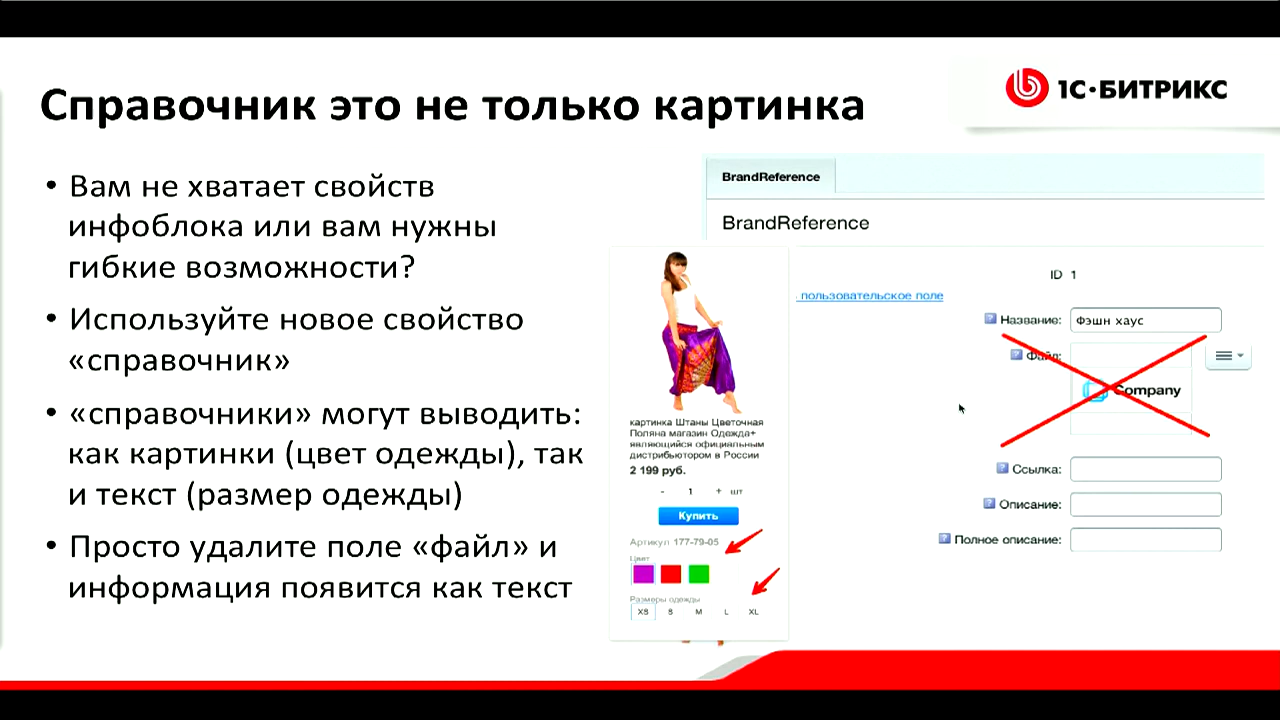 Справочник это не только картинка
1С·БИТРИКС
• Вам не хватает свойств
инфоблока или вам нужны
гибкие возможности?
• Используйте новое свойство
«справочник»
• «справочники» могут выводить:
как картинки (цвет одежды), так
и текст (размер одежды)
• Просто удалите поле «файл» и
информация появится как текст
BrandReference
BrandReference
ID 1
пользовательское поле
Название: Фэшн хаус
Файл:
Company
Ссылка:
Описание:
Полное описание:
картинка Штаны Цветочная
Поляна магазин Одежда+
являющийся официальным
дистрибьютором в России
2 199 руб.
- 1 + шт
Купить
Артикул 177-79-05
Цвет
Размеры одежды
XS S M L XL